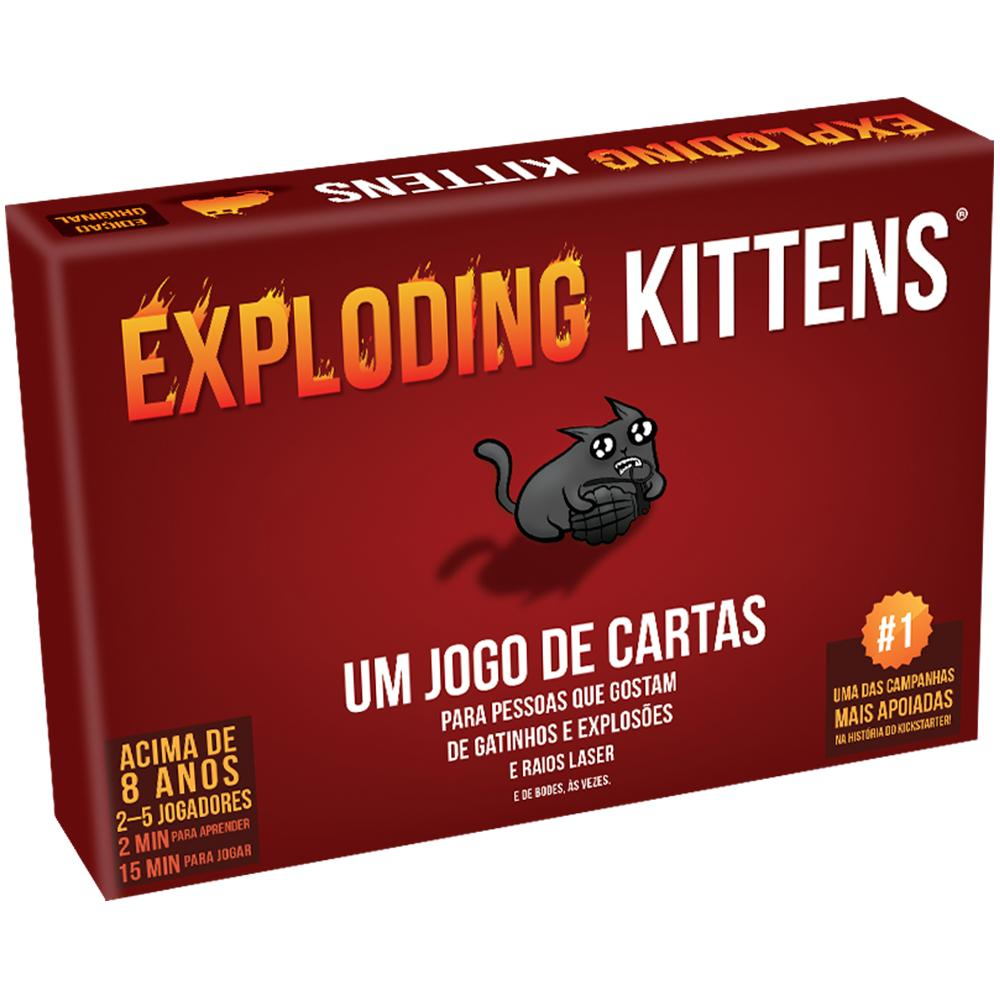 EXPLODING KITTENS
EDIÇÃO
ORIGINAL
EXPLODING KITTENS®
UM JOGO DE CARTAS
PARA PESSOAS QUE GOSTAM
DE GATINHOS E EXPLOSÕES
E RAIOS LASER
E DE BODES, ÀS VEZES.
ACIMA DE
8 ANOS
2–5 JOGADORES
2 MIN PARA APRENDER
15 MIN PARA JOGAR
#1
UMA DAS CAMPANHAS
MAIS APOIADAS
NA HISTÓRIA DO KICKSTARTER!